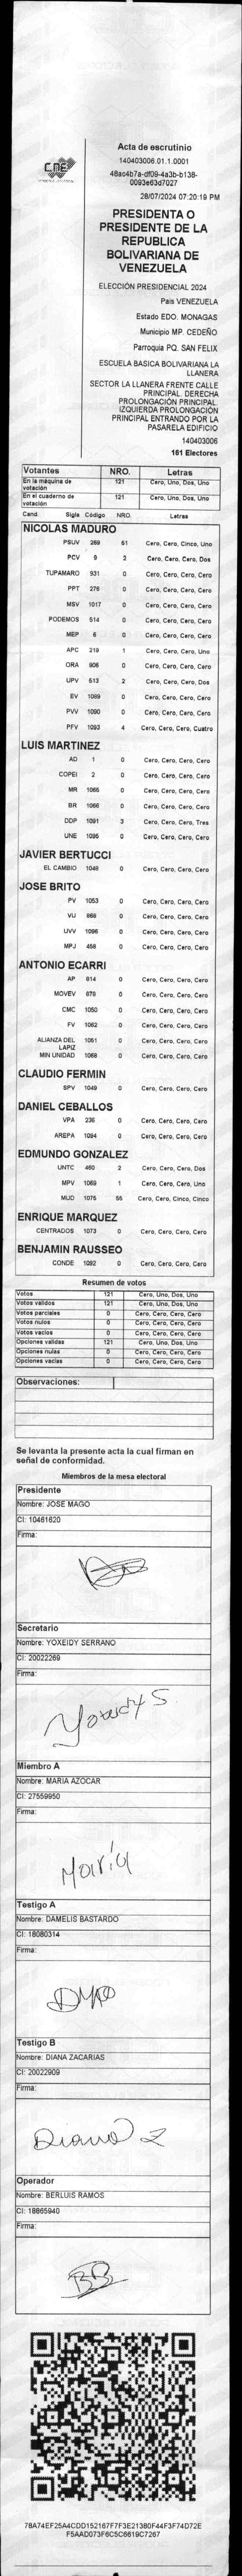 CNE
Acta de escrutinio
140403006.01.1.0001
48ac4b7a-df09-4a3b-b138-
0093e63d7027
28/07/2024 07:20:19 PM
PRESIDENTA O
PRESIDENTE DE LA
REPUBLICA
BOLIVARIANA DE
VENEZUELA
ELECCIÓN PRESIDENCIAL 2024
Pais VENEZUELA
Estado EDO. MONAGAS
Municipio MP. CEDEÑO
Parroquia PQ. SAN FELIX
ESCUELA BASICA BOLIVARIANA LA
LLANERA
SECTOR LA LLANERA FRENTE CALLE
PRINCIPAL. DERECHA
PROLONGACIÓN PRINCIPAL.
IZQUIERDA PROLONGACIÓN
PRINCIPAL ENTRANDO POR LA
PASARELA EDIFICIO
140403006
161 Electores
Votantes NRO. Letras
En la máquina de votación 121 Cero, Uno, Dos, Uno
En el cuaderno de votación 121 Cero, Uno, Dos, Uno
Cand. Sigla Código NRO. Letras
NICOLAS MADURO
PSUV 269 51 Cero, Cero, Cinco, Uno
PCV 9 2 Cero, Cero, Cero, Dos
TUPAMARO 931 0 Cero, Cero, Cero, Cero
PPT 276 0 Cero, Cero, Cero, Cero
MSV 1017 0 Cero, Cero, Cero, Cero
PODEMOS 514 0 Cero, Cero, Cero, Cero
MEP 6 0 Cero, Cero, Cero, Cero
APC 219 1 Cero, Cero, Cero, Uno
ORA 906 0 Cero, Cero, Cero, Cero
UPV 513 2 Cero, Cero, Cero, Dos
EV 1089 0 Cero, Cero, Cero, Cero
PVV 1090 0 Cero, Cero, Cero, Cero
PFV 1093 4 Cero, Cero, Cero, Cuatro
LUIS MARTINEZ
AD 1 0 Cero, Cero, Cero, Cero
COPEI 2 0 Cero, Cero, Cero, Cero
MR 1065 0 Cero, Cero, Cero, Cero
BR 1066 0 Cero, Cero, Cero, Cero
DDP 1091 3 Cero, Cero, Cero, Tres
UNE 1095 0 Cero, Cero, Cero, Cero
JAVIER BERTUCCI
EL CAMBIO 1048 0 Cero, Cero, Cero, Cero
JOSE BRITO
PV 1053 0 Cero, Cero, Cero, Cero
VU 868 0 Cero, Cero, Cero, Cero
UVV 1096 0 Cero, Cero, Cero, Cero
MPJ 458 0 Cero, Cero, Cero, Cero
ANTONIO ECARRI
AP 814 0 Cero, Cero, Cero, Cero
MOVEV 878 0 Cero, Cero, Cero, Cero
CMC 1050 0 Cero, Cero, Cero, Cero
FV 1062 0 Cero, Cero, Cero, Cero
ALIANZA DEL LAPIZ 1061 0 Cero, Cero, Cero, Cero
MIN UNIDAD 1068 0 Cero, Cero, Cero, Cero
CLAUDIO FERMIN
SPV 1049 0 Cero, Cero, Cero, Cero
DANIEL CEBALLOS
VPA 236 0 Cero, Cero, Cero, Cero
AREPA 1094 0 Cero, Cero, Cero, Cero
EDMUNDO GONZALEZ
UNTC 460 2 Cero, Cero, Cero, Dos
MPV 1069 1 Cero, Cero, Cero, Uno
MUD 1075 55 Cero, Cero, Cinco, Cinco
ENRIQUE MARQUEZ
CENTRADOS 1073 0 Cero, Cero, Cero, Cero
BENJAMIN RAUSSEO
CONDE 1092 0 Cero, Cero, Cero, Cero
Resumen de votos
Votos 121 Cero, Uno, Dos, Uno
Votos validos 121 Cero, Uno, Dos, Uno
Votos parciales 0 Cero, Cero, Cero, Cero
Votos nulos 0 Cero, Cero, Cero, Cero
Votos vacíos 0 Cero, Cero, Cero, Cero
Opciones validas 121 Cero, Uno, Dos, Uno
Opciones nulas 0 Cero, Cero, Cero, Cero
Opciones vacías 0 Cero, Cero, Cero, Cero
Observaciones:
Se levanta la presente acta la cual firman en
señal de conformidad.
Miembros de la mesa electoral
Presidente
Nombre: JOSE MAGO
CI: 10461620
Firma:
Secretario
Nombre: YOXEIDY SERRANO
CI: 20022269
Firma:
Yoxeidy S
Miembro A
Nombre: MARIA AZOCAR
CI: 27559950
Firma:
María
Testigo A
Nombre: DAMELIS BASTARDO
CI: 18080314
Firma:
Testigo B
Nombre: DIANA ZACARIAS
CI: 20022909
Firma:
Diana Z
Operador
Nombre: BERLUIS RAMOS
CI: 18865940
Firma:
BB
78A74EF25A4CDD152167F7F3E21380F44F3F74D72E
F5AAD073F6C5C6619C7267